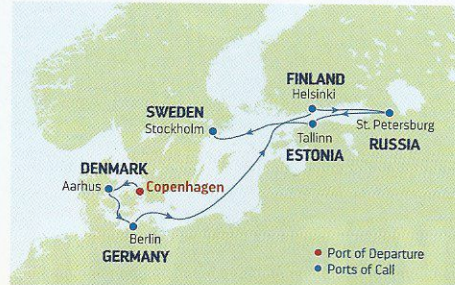 FINLAND
Helsinki
SWEDEN
Stockholm
St. Petersburg
RUSSIA
Tallinn
ESTONIA
DENMARK
Aarhus
Copenhagen
Berlin
GERMANY
Port of Departure
Ports of Call